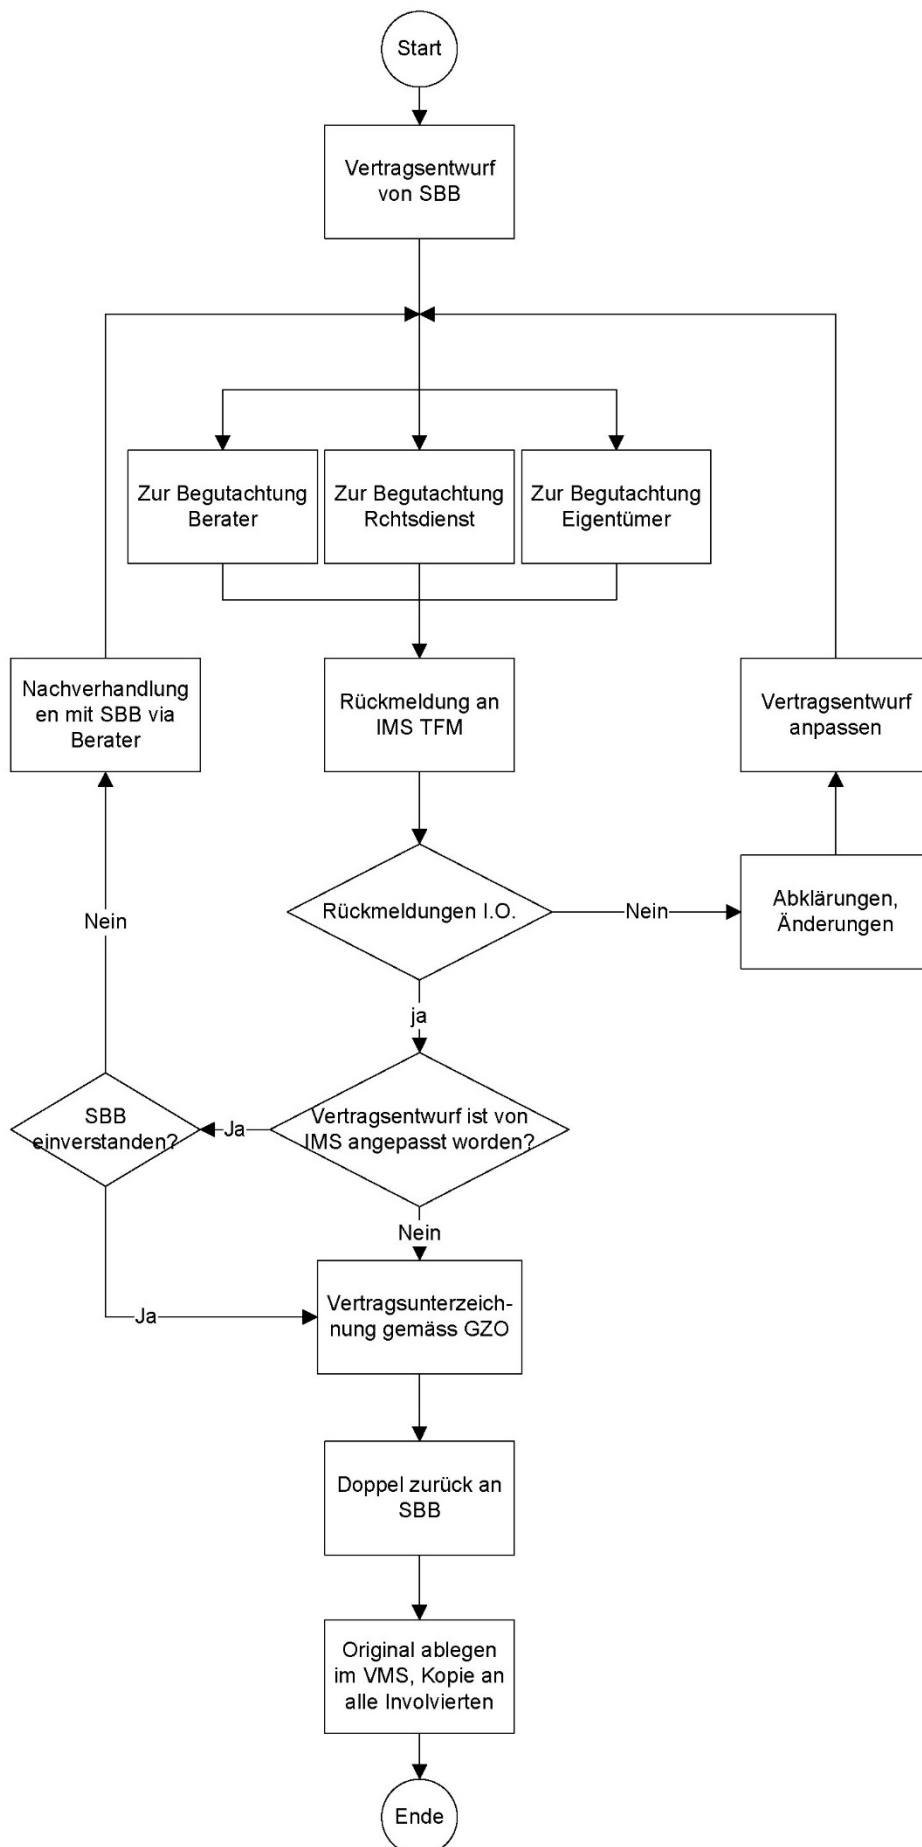 Start
Vertragsentwurf
von SBB
Zur Begutachtung
Berater
Zur Begutachtung
Rchtsdienst
Zur Begutachtung
Eigentümer
Nachverhandlung
en mit SBB via
Berater
Rückmeldung an
IMS TFM
Vertragsentwurf
anpassen
Rückmeldungen I.O.
Nein
Abklärungen,
Änderungen
Nein
ja
SBB
einverstanden?
Ja
Vertragsentwurf ist von
IMS angepasst worden?
Nein
Ja
Vertragsunterzeich-
nung gemäss GZO
Doppel zurück an
SBB
Original ablegen
im VMS, Kopie an
alle Involvierten
Ende